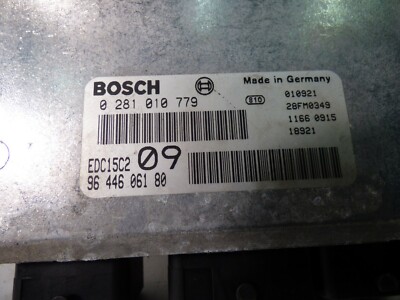 BOSCH
Made in Germany
0 281 010 779
810
010921
28FM0349
1166 0915
18921
EDC15C2 09
96 446 061 80